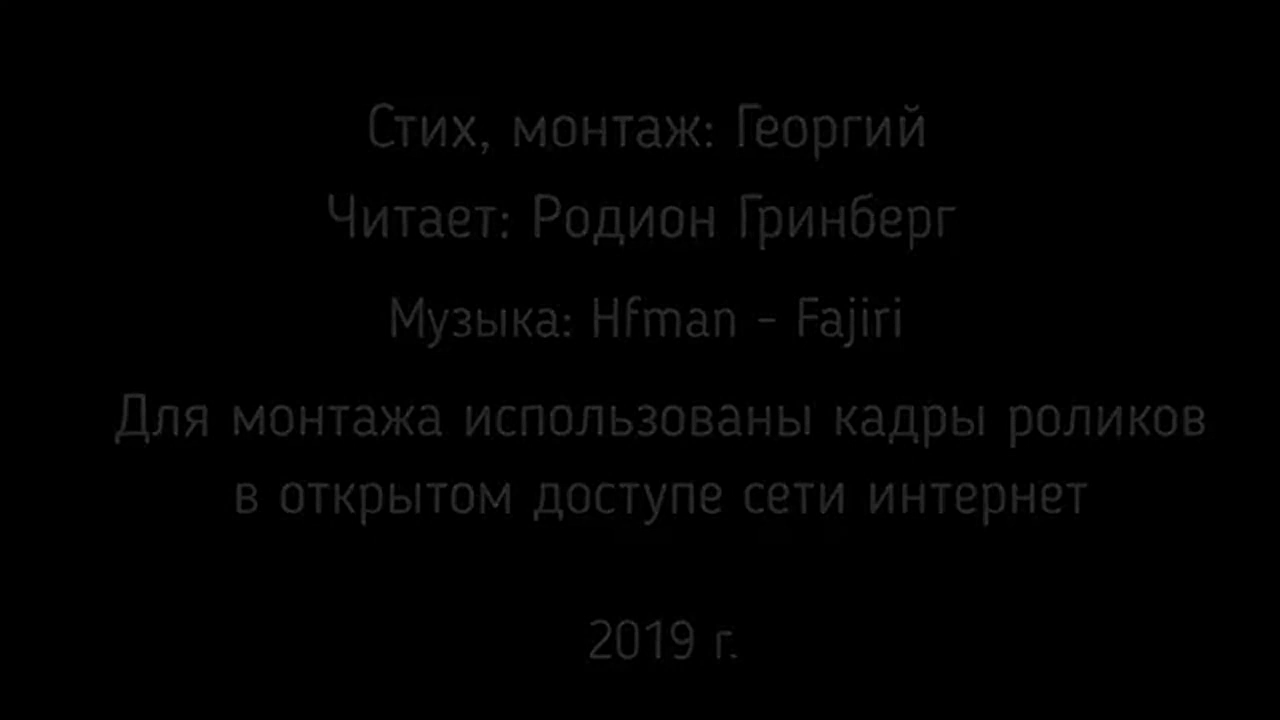 Стих, монтаж: Георгий
Читает: Родион Гринберг
Музыка: Hfman - Fajiri
Для монтажа использованы кадры роликов
в открытом доступе сети интернет
2019 г.